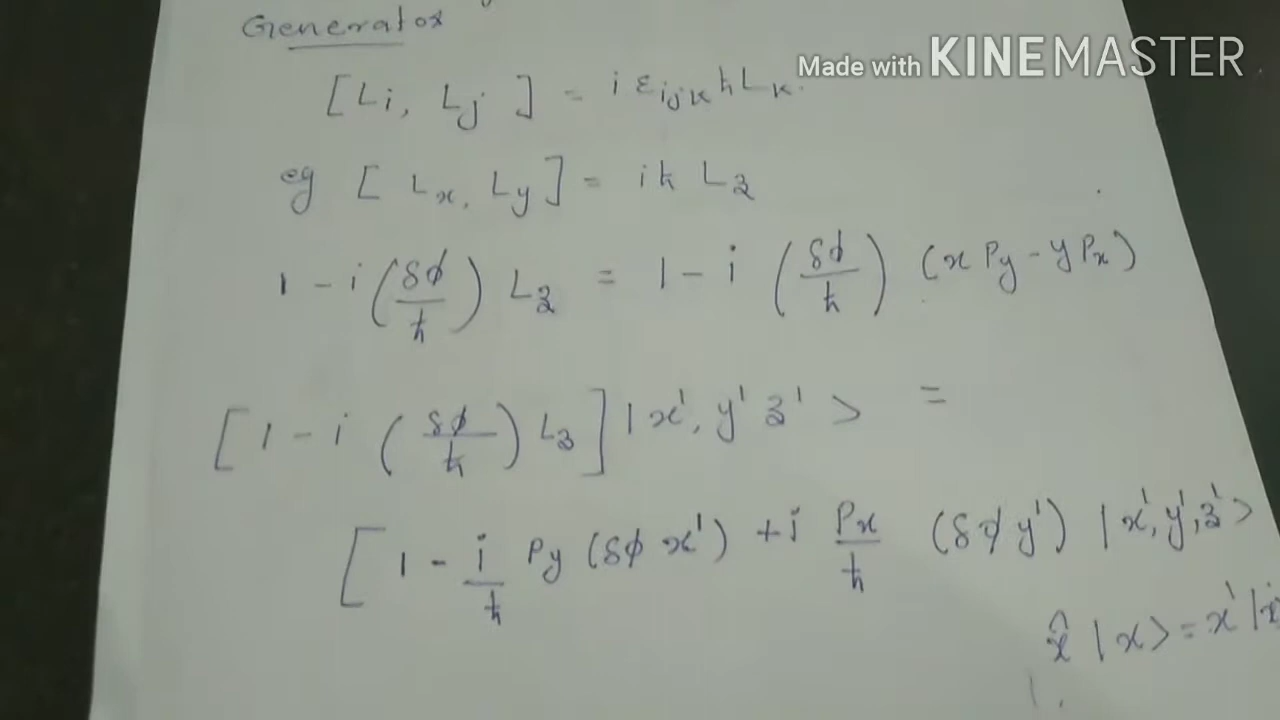 Generator
Made with KINEMASTER
[Li, Lj] = i εijk ħ Lk.
eg [Lx, Ly] = iħ Lz
1 - i (δϕ/ħ) Lz = 1 - i (δϕ/ħ) (x Py - y Px)
[1 - i (δϕ/ħ) Lz] |x', y' z'> =
[1 - i/ħ Py (δϕ x') + i Px/ħ (δϕ y') |x', y', z'>
x̂ |x> = x' |